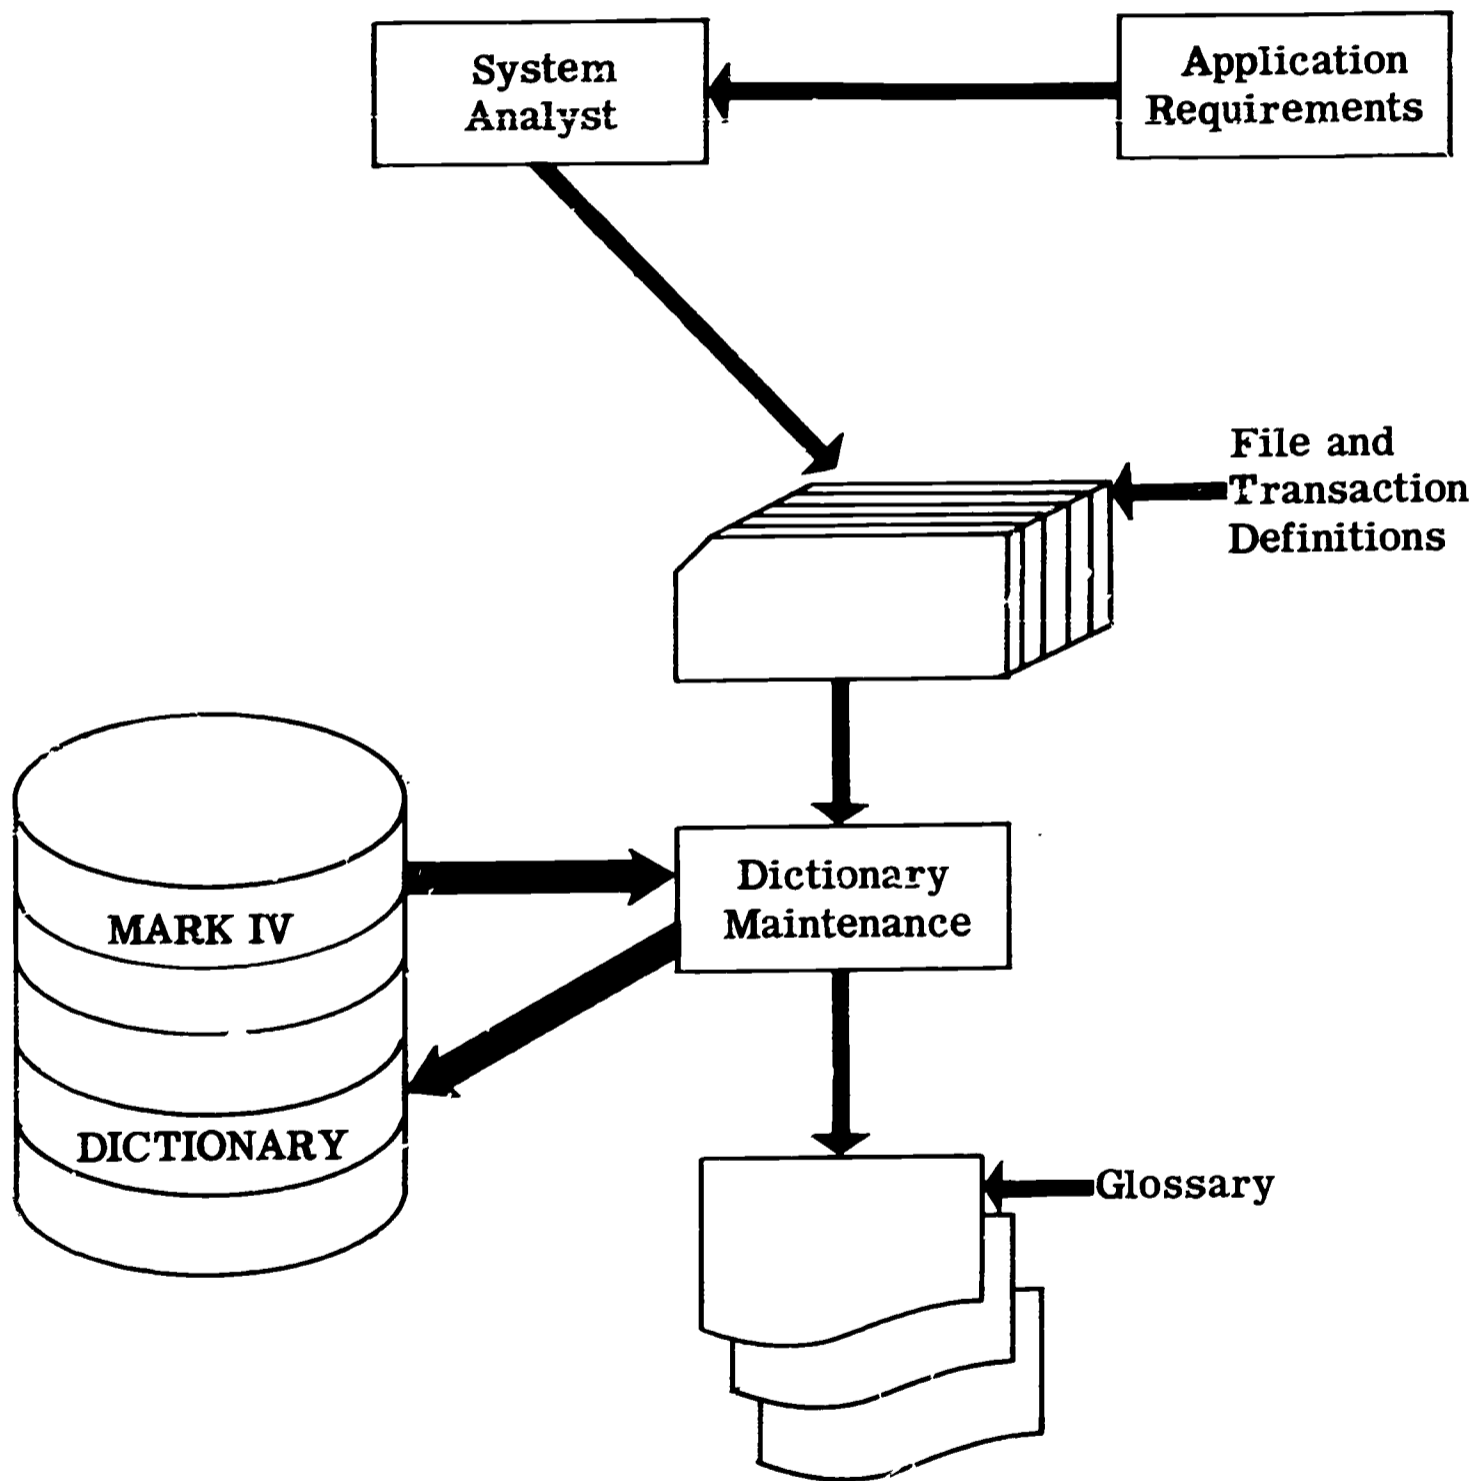 System
Analyst
Application
Requirements
File and
Transaction
Definitions
MARK IV
Dictionary
Maintenance
DICTIONARY
Glossary